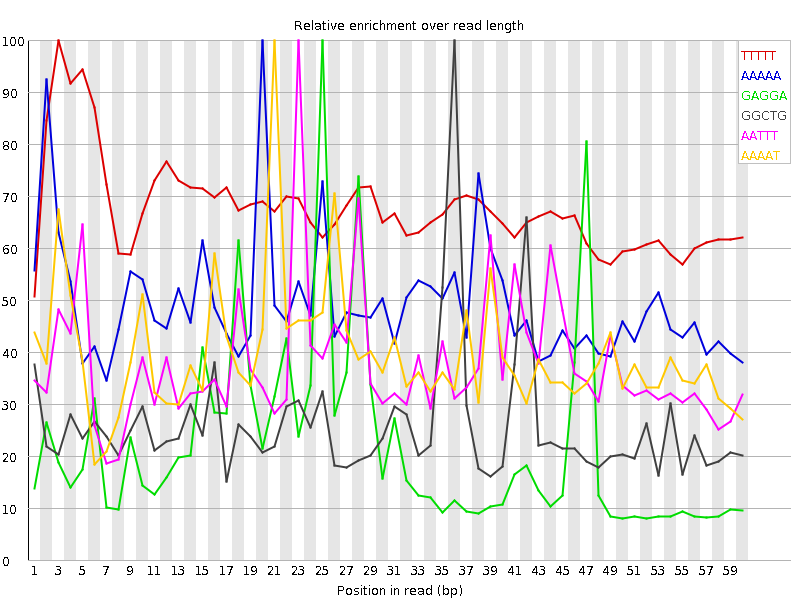 Relative enrichment over read length
100
90
80
70
60
50
40
30
20
10
0
TTTTT
AAAAA
GAGGA
GGCTG
AATTT
AAAAT
1 3 5 7 9 11 13 15 17 19 21 23 25 27 29 31 33 35 37 39 41 43 45 47 49 51 53 55 57 59
Position in read (bp)